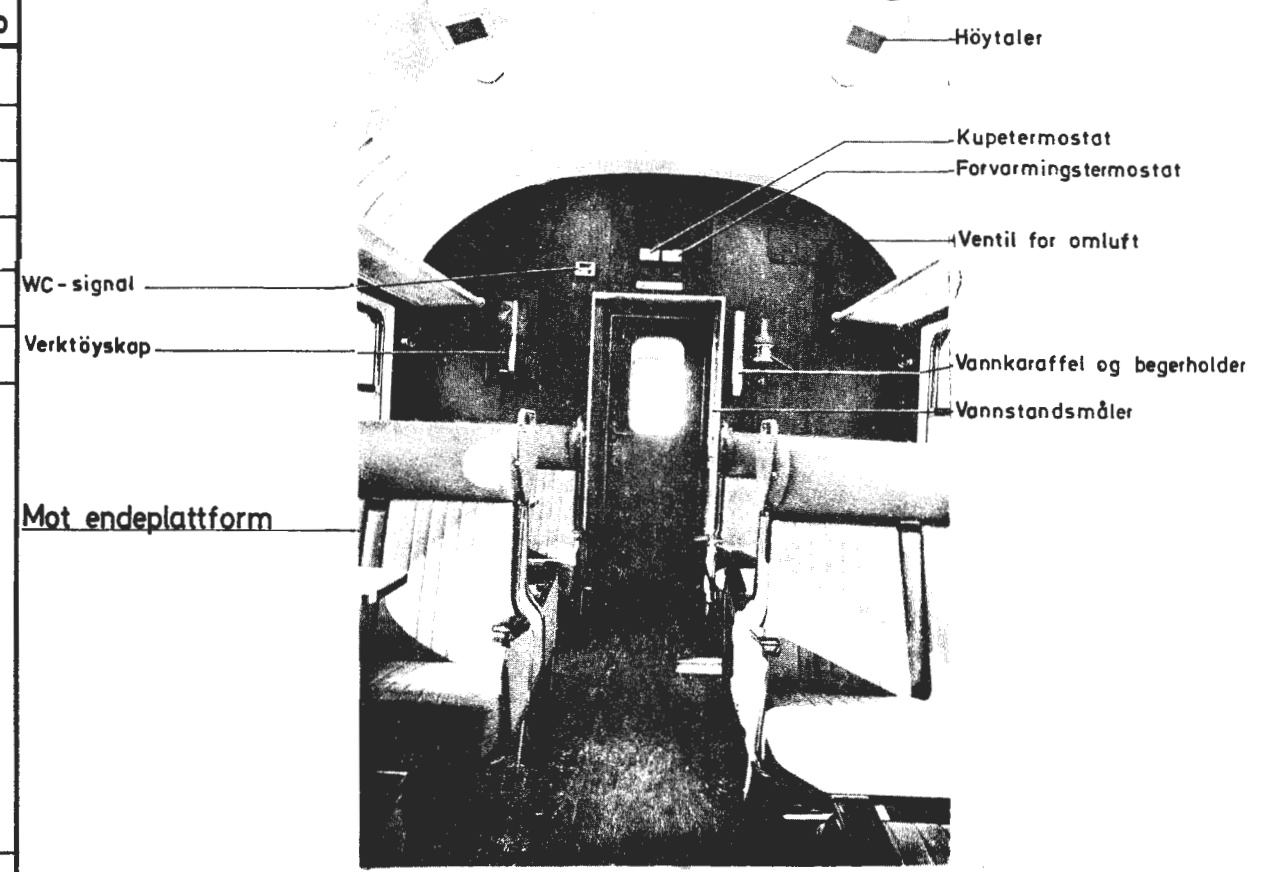 Höytaler
Kupetermostat
Forvarmingstermostat
Ventil for omluft
WC-signal
Verktöyskap
Vannkaraffel og begerholder
Vannstandsmåler
Mot endeplattform